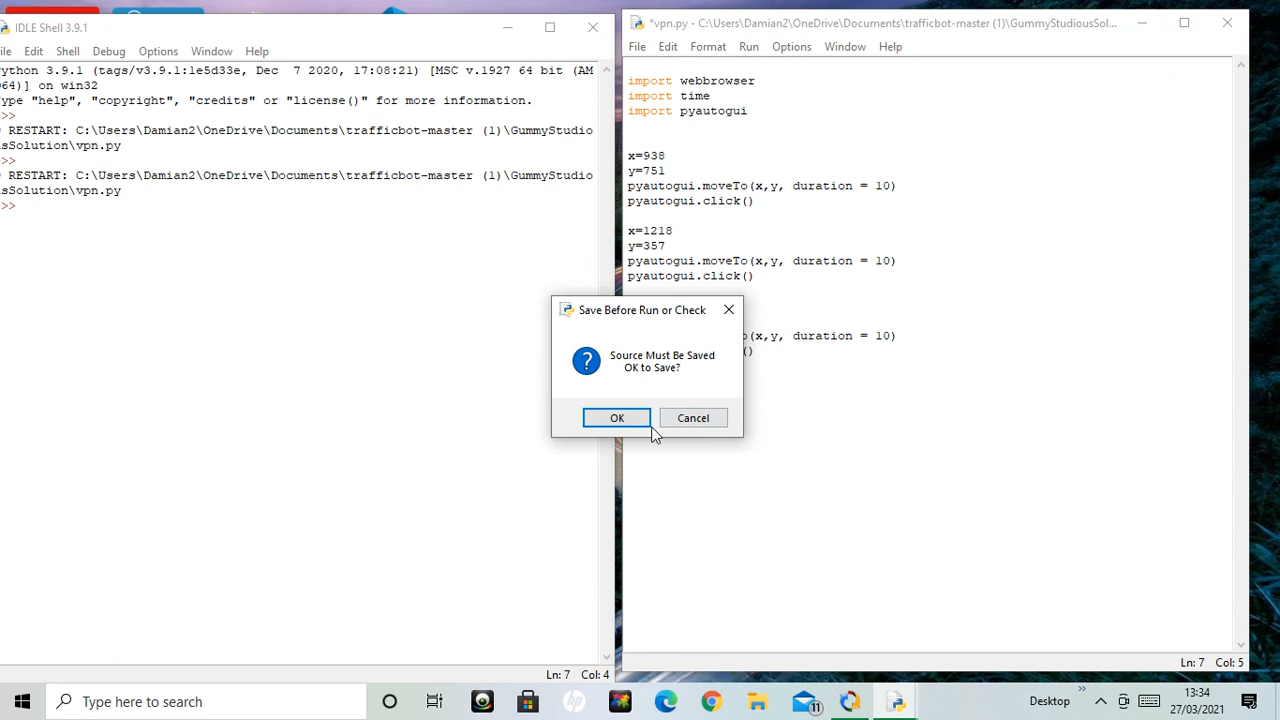 IDLE Shell 3.9.1
ile Edit Shell Debug Options Window Help
ython 3.9.1 (tags/v3.9.1:1e5d33e, Dec  7 2020, 17:08:21) [MSC v.1927 64 bit (AM
D64)] on win32
ype "help", "copyright", "credits" or "license()" for more information.
>>
RESTART: C:\Users\Damian2\OneDrive\Documents\trafficbot-master (1)\GummyStudio
sSolution\vpn.py
>>
RESTART: C:\Users\Damian2\OneDrive\Documents\trafficbot-master (1)\GummyStudio
sSolution\vpn.py
>>
Ln: 7 Col: 4
*vpn.py - C:\Users\Damian2\OneDrive\Documents\trafficbot-master (1)\GummyStudiousSol...
File Edit Format Run Options Window Help
import webbrowser
import time
import pyautogui
x=938
y=751
pyautogui.moveTo(x,y, duration = 10)
pyautogui.click()
x=1218
y=357
pyautogui.moveTo(x,y, duration = 10)
pyautogui.click()
o(x,y, duration = 10)
()
Ln: 7 Col: 5
Save Before Run or Check
?
Source Must Be Saved
OK to Save?
OK Cancel
Type here to search
hp
11
Desktop
»
13:34
27/03/2021